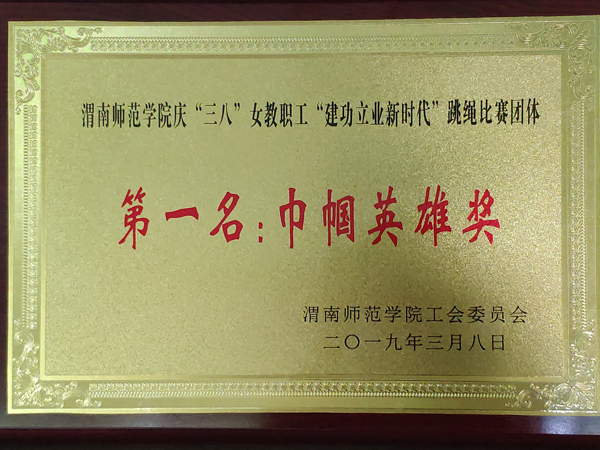 渭南师范学院庆“三八”女教职工“建功立业新时代”跳绳比赛团体
第一名:巾帼英雄奖
渭南师范学院工会委员会
二〇一九年三月八日